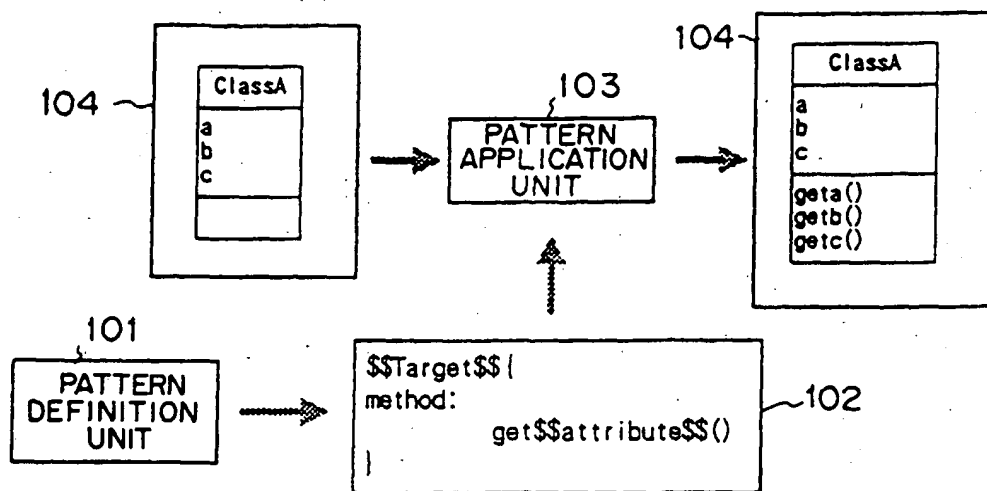 104
ClassA
a
b
c
103
PATTERN
APPLICATION
UNIT
104
ClassA
a
b
c
geta()
getb()
getc()
101
PATTERN
DEFINITION
UNIT
$$Target$${
method:
get$$attribute$$()
}
102